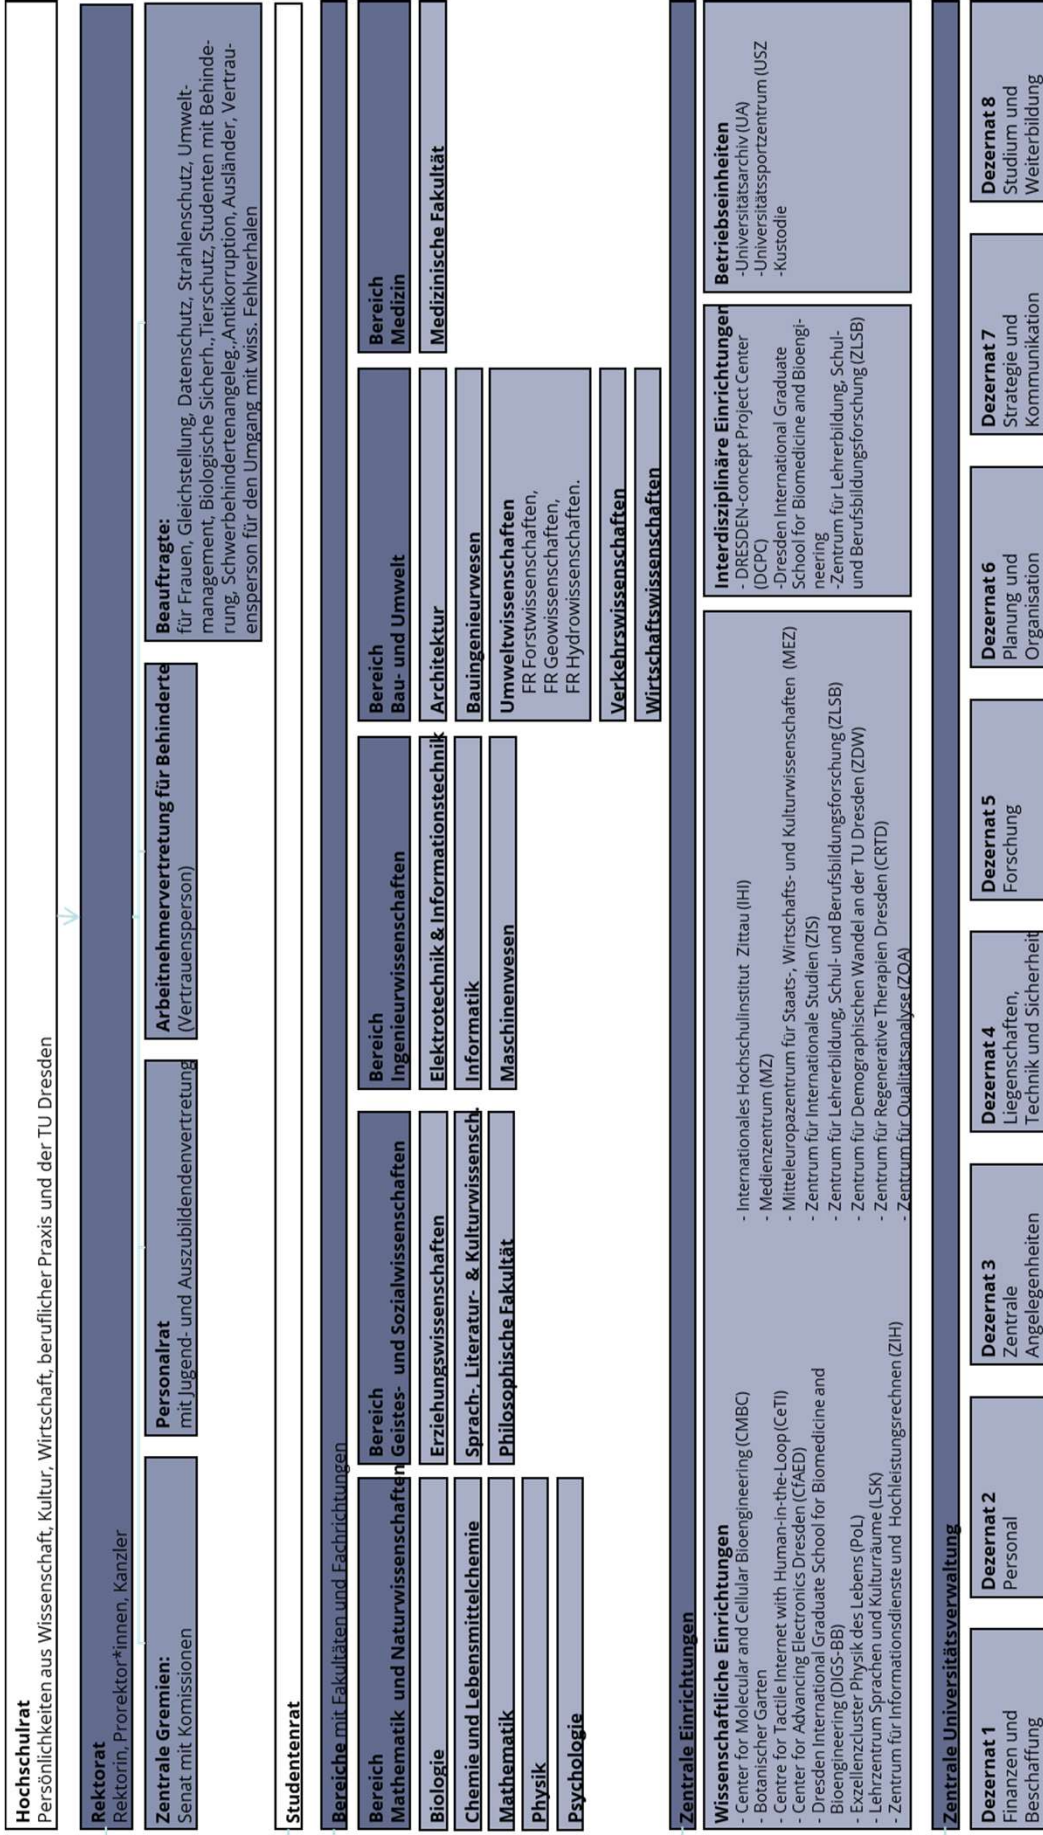 Hochschulrat
Persönlichkeiten aus Wissenschaft, Kultur, Wirtschaft, beruflicher Praxis und der TU Dresden
Rektorat
Rektorin, Prorektor*innen, Kanzler
Zentrale Gremien:
Senat mit Komissionen
Personalrat
mit Jugend- und Auszubildendenvertretung
Arbeitnehmervertretung für Behinderte
(Vertrauensperson)
Beauftragte:
für Frauen, Gleichstellung, Datenschutz, Strahlenschutz, Umwelt-
management, Biologische Sicherh.,Tierschutz, Studenten mit Behinde-
rung, Schwerbehindertenangeleg.,Antikorruption, Ausländer, Vertrau-
ensperson für den Umgang mit wiss. Fehlverhalen
Studentenrat
Bereiche mit Fakultäten und Fachrichtungen
Bereich
Mathematik und Naturwissenschaften
Biologie
Chemie und Lebensmittelchemie
Mathematik
Physik
Psychologie
Bereich
Geistes- und Sozialwissenschaften
Erziehungswissenschaften
Sprach-, Literatur- & Kulturwissensch.
Philosophische Fakultät
Bereich
Ingenieurwissenschaften
Elektrotechnik & Informationstechnik
Informatik
Maschinenwesen
Bereich
Bau- und Umwelt
Architektur
Bauingenieurwesen
Umweltwissenschaften
FR Forstwissenschaften,
FR Geowissenschaften,
FR Hydrowissenschaften.
Verkehrswissenschaften
Wirtschaftswissenschaften
Bereich
Medizin
Medizinische Fakultät
Zentrale Einrichtungen
Wissenschaftliche Einrichtungen
- Center for Molecular and Cellular Bioengineering (CMBC)
- Botanischer Garten
- Centre for Tactile Internet with Human-in-the-Loop (CeTI)
- Center for Advancing Electronics Dresden (CfAED)
- Dresden International Graduate School for Biomedicine and
Bioengineering (DIGS-BB)
- Exzellenzcluster Physik des Lebens (PoL)
- Lehrzentrum Sprachen und Kulturräume (LSK)
- Zentrum für Informationsdienste und Hochleistungsrechnen (ZIH)
- Internationales Hochschulinstitut Zittau (IHI)
- Medienzentrum (MZ)
- Mitteleuropazentrum für Staats-, Wirtschafts- und Kulturwissenschaften (MEZ)
- Zentrum für Internationale Studien (ZIS)
- Zentrum für Lehrerbildung, Schul- und Berufsbildungsforschung (ZLSB)
- Zentrum für Demographischen Wandel an der TU Dresden (ZDW)
- Zentrum für Regenerative Therapien Dresden (CRTD)
- Zentrum für Qualitätsanalyse (ZQA)
Interdisziplinäre Einrichtungen
- DRESDEN-concept Project Center
(DCPC)
-Dresden International Graduate
School for Biomedicine and Bioengi-
neering
-Zentrum für Lehrerbildung, Schul-
und Berufsbildungsforschung (ZLSB)
Betriebseinheiten
-Universitätsarchiv (UA)
-Universitätssportzentrum (USZ
-Kustodie
Zentrale Universitätsverwaltung
Dezernat 1
Finanzen und
Beschaffung
Dezernat 2
Personal
Dezernat 3
Zentrale
Angelegenheiten
Dezernat 4
Liegenschaften,
Technik und Sicherheit
Dezernat 5
Forschung
Dezernat 6
Planung und
Organisation
Dezernat 7
Strategie und
Kommunikation
Dezernat 8
Studium und
Weiterbildung